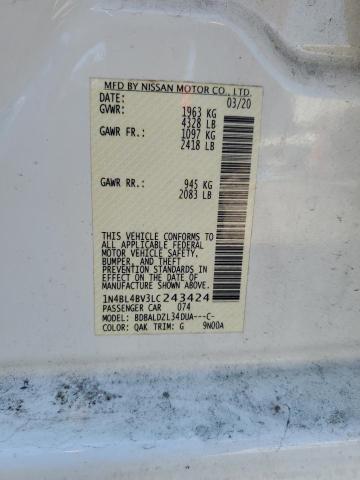 MFD BY NISSAN MOTOR CO., LTD.
DATE: 03/20
GVWR: 1963 KG
4328 LB
GAWR FR.: 1097 KG
2418 LB
GAWR RR.: 945 KG
2083 LB
THIS VEHICLE CONFORMS TO
ALL APPLICABLE FEDERAL
MOTOR VEHICLE SAFETY,
BUMPER, AND THEFT
PREVENTION STANDARDS
IN EFFECT ON THE DATE OF
MANUFACTURE SHOWN ABOVE.
1N4BL4BV3LC243424
PASSENGER CAR 074
MODEL: BDBALDZL34DUA---C-
COLOR: QAK TRIM: G 9N00A